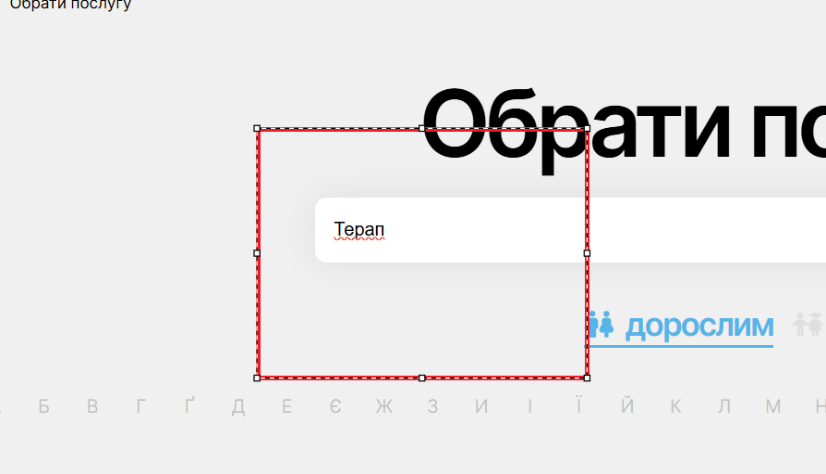 Обрати послугу
Обрати по
Терап
дорослим
Б В Г Ґ Д Е Є Ж З И І Ї Й К Л М Н